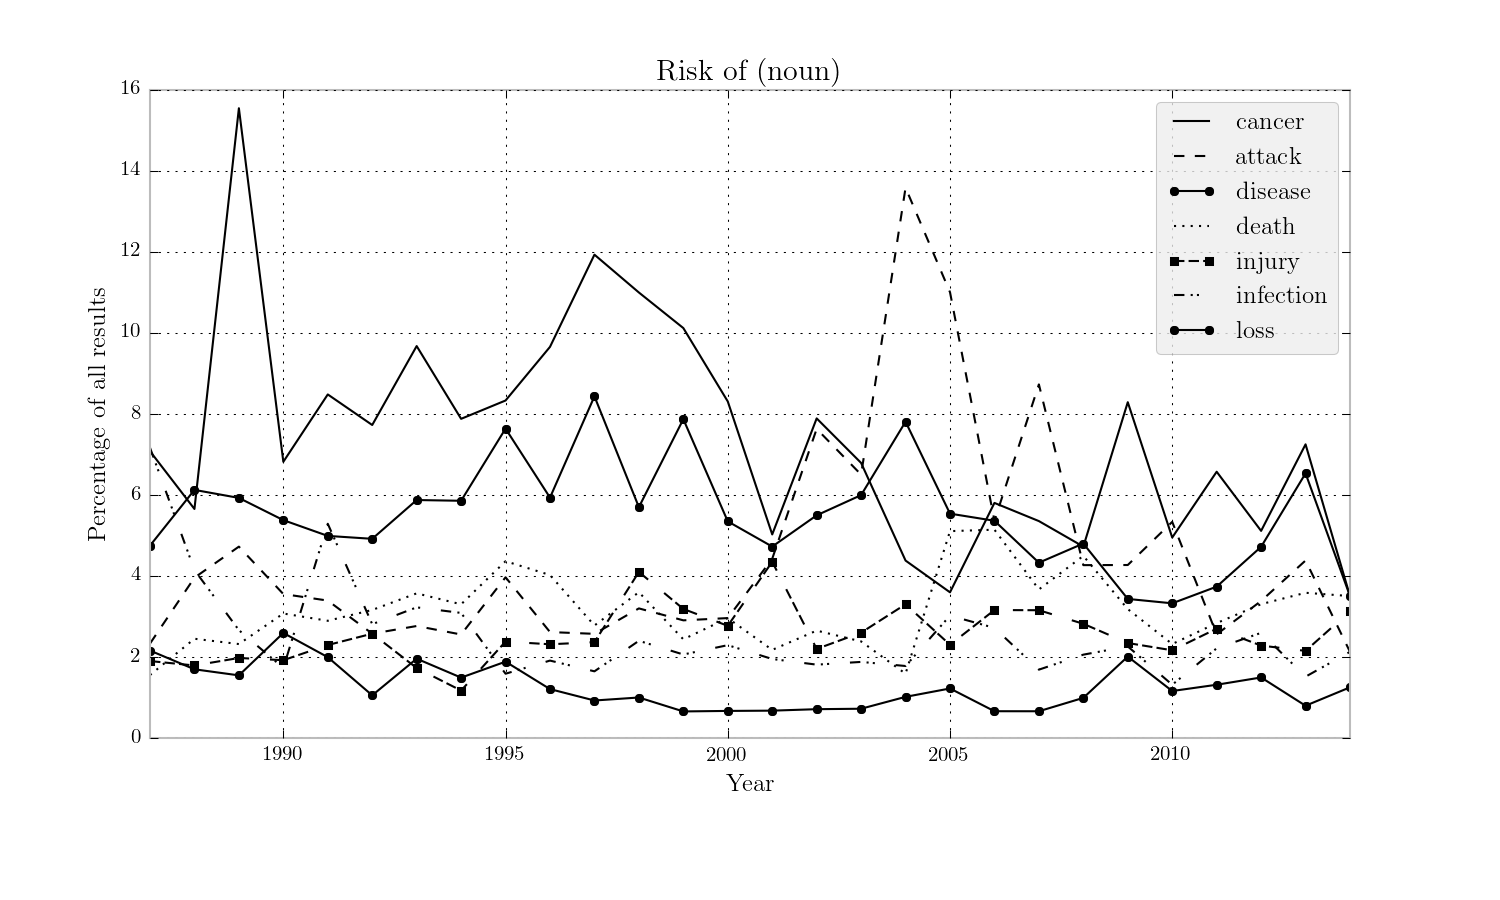 Risk of (noun)
16
14
12
10
8
6
4
2
0
Percentage of all results
cancer
attack
disease
death
injury
infection
loss
1990 1995 2000 2005 2010
Year